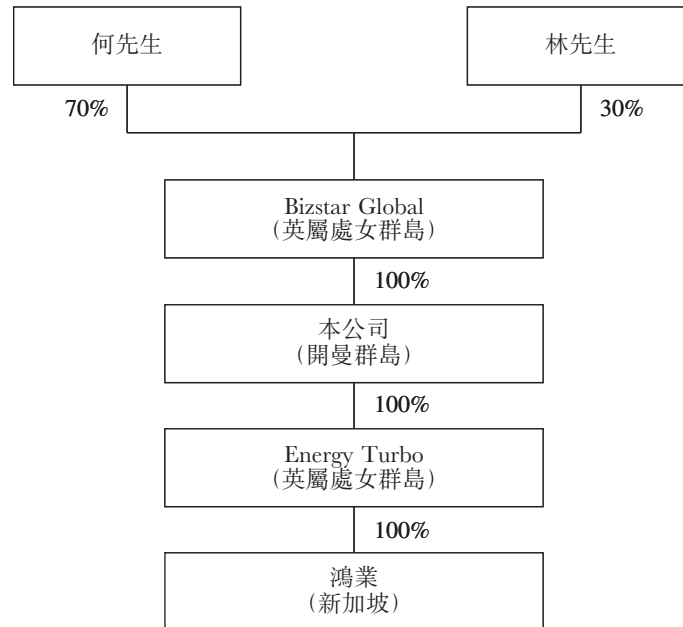 何先生
林先生
70%
30%
Bizstar Global
(英屬處女群島)
100%
本公司
(開曼群島)
100%
Energy Turbo
(英屬處女群島)
100%
鴻業
(新加坡)